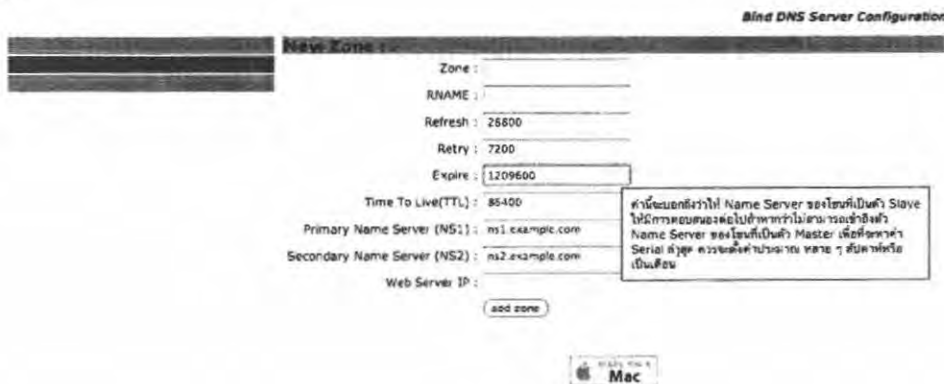 Bind DNS Server Configuration
New Zone :-
Zone :
RNAME :
Refresh : 28800
Retry : 7200
Expire : 1209600
Time To Live(TTL) : 86400
Primary Name Server (NS1) : ns1.example.com
Secondary Name Server (NS2) : ns2.example.com
Web Server IP :
add zone
ค่านี้จะบอกถึงว่าให้ Name Server ของโซนที่เป็นตัว Slave
ให้มีการตอบสนองต่อไปถ้าหากว่าไม่สามารถเข้าถึงตัว
Name Server ของโซนที่เป็นตัว Master เพื่อที่จะหาค่า
Serial ล่าสุด ควรจะตั้งค่าประมาณ หลาย ๆ สัปดาห์หรือ
เป็นเดือน
Mac